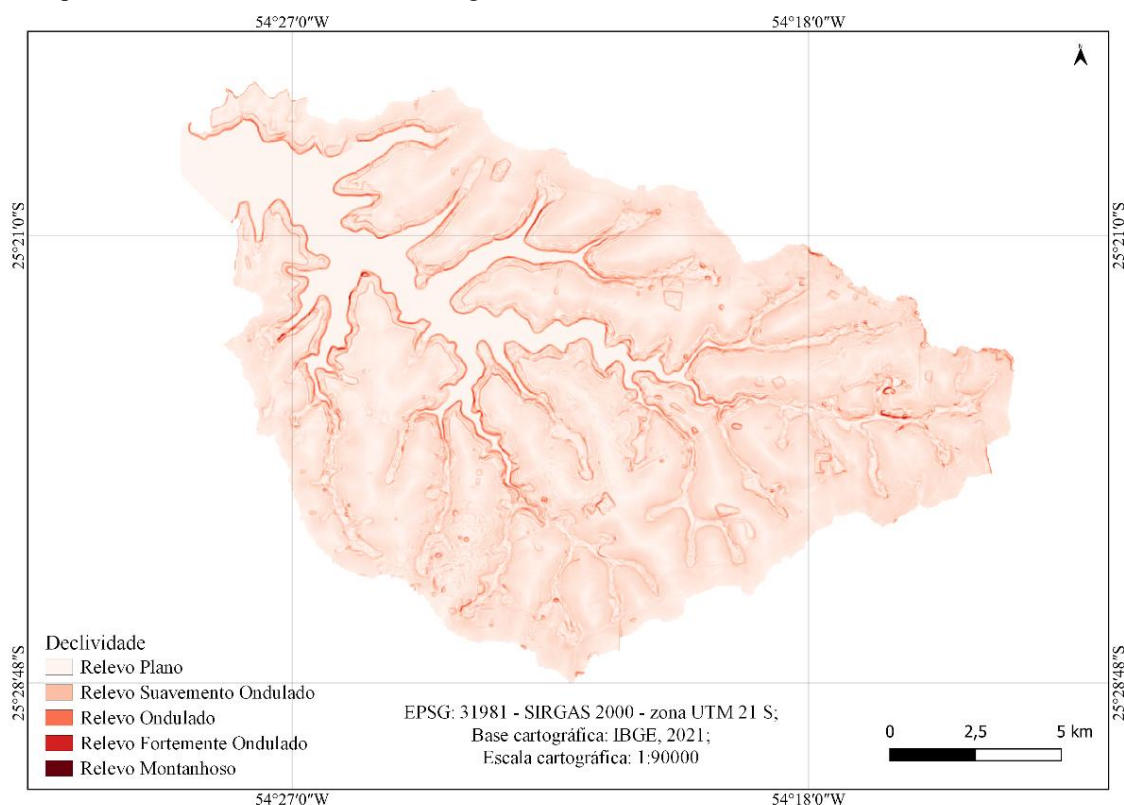 54°27'0"W 54°18'0"W
N
25°21'0"S 25°21'0"S
25°28'48"S 25°28'48"S
Declividade
Relevo Plano
Relevo Suavemento Ondulado
Relevo Ondulado
Relevo Fortemente Ondulado
Relevo Montanhoso
EPSG: 31981 - SIRGAS 2000 - zona UTM 21 S;
Base cartográfica: IBGE, 2021;
Escala cartográfica: 1:90000
0 2,5 5 km
54°27'0"W 54°18'0"W